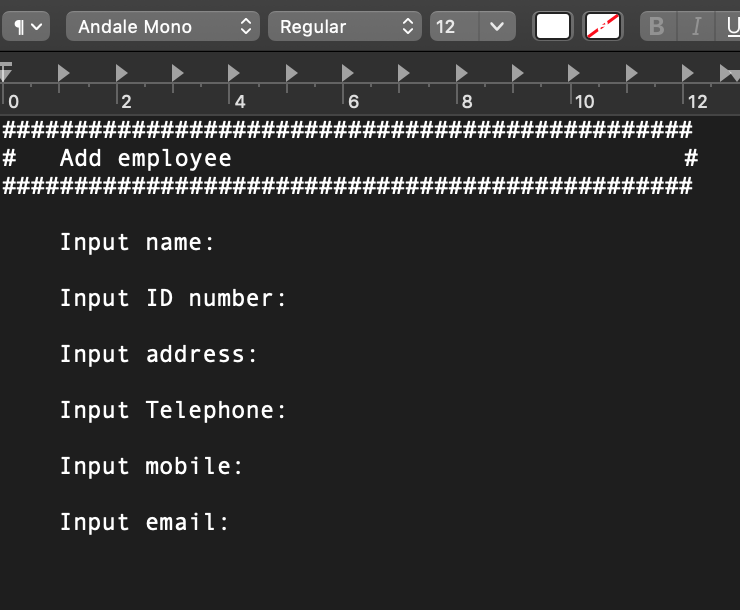 ¶ Andale Mono Regular 12 B I U
0 2 4 6 8 10 12
################################################
#   Add employee                               #
################################################
Input name:
Input ID number:
Input address:
Input Telephone:
Input mobile:
Input email: